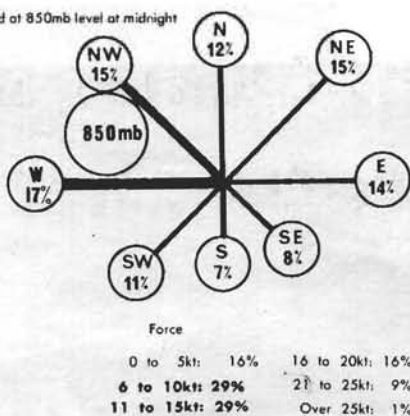 d at 850mb level at midnight
N
12%
NW
15%
NE
15%
850mb
W
17%
E
14%
SW
11%
S
7%
SE
8%
Force
0 to 5kt: 16% 16 to 20kt: 16%
6 to 10kt: 29% 21 to 25kt: 9%
11 to 15kt: 29% Over 25kt: 1%